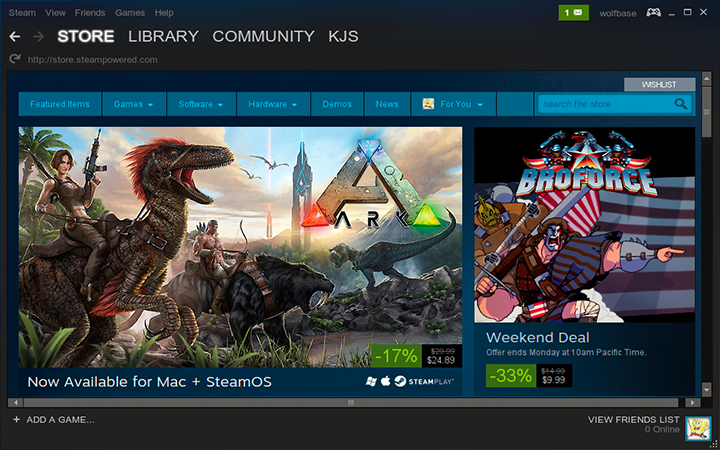 Steam View Friends Games Help
1 wolfbase
STORE LIBRARY COMMUNITY KJS
http://store.steampowered.com
WISHLIST
Featured Items Games Software Hardware Demos News For You search the store
ARK
BROFORCE
-17% $29.99
$24.89
Now Available for Mac + SteamOS STEAMPLAY
Weekend Deal
Offer ends Monday at 10am Pacific Time.
-33% $14.99
$9.99
+ ADD A GAME...
VIEW FRIENDS LIST
0 Online